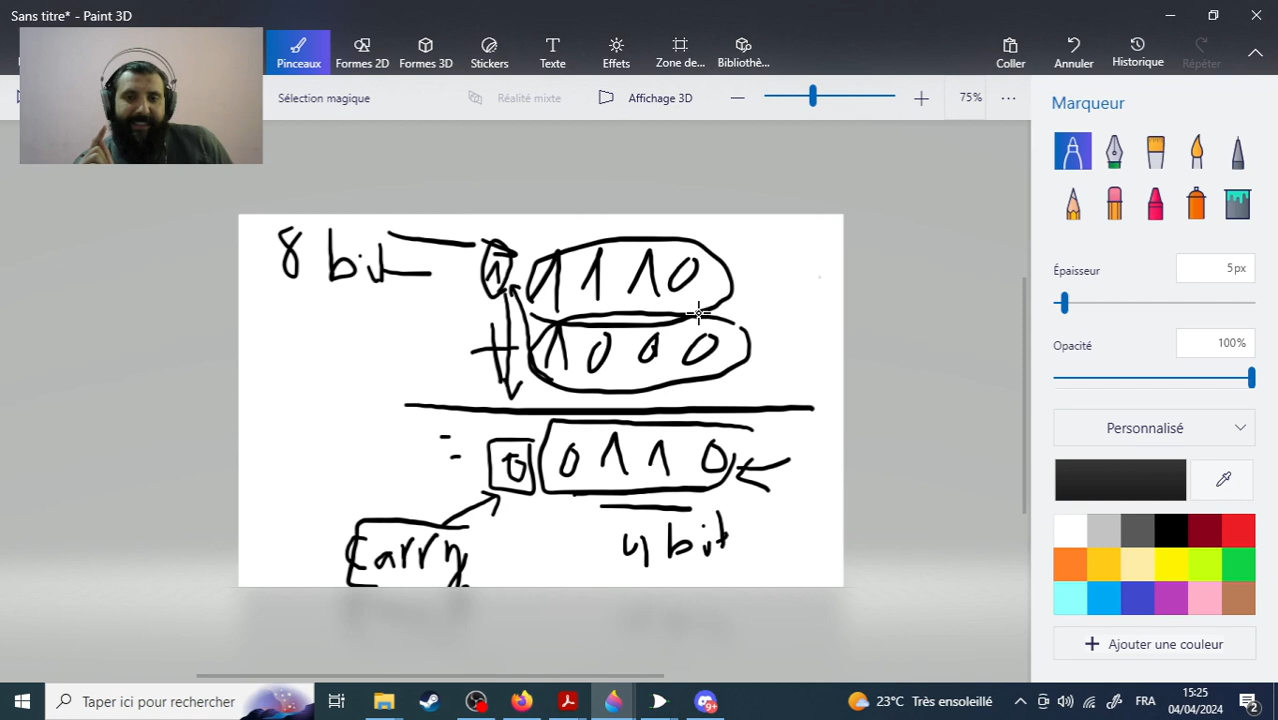 Sans titre* - Paint 3D
Pinceaux
Formes 2D
Formes 3D
Stickers
Texte
Effets
Zone de...
Bibliothè...
Coller
Annuler
Historique
Répéter
Sélection magique
Réalité mixte
Affichage 3D
75%
Marqueur
Épaisseur
5px
Opacité
100%
Personnalisé
Ajouter une couleur
8 bit
1 1 1 1 0
+ 1 0 0 0
= 0 0 1 1 0
Carry
4 bit
Taper ici pour rechercher
9+
23°C Très ensoleillé
FRA
15:25
04/04/2024
2